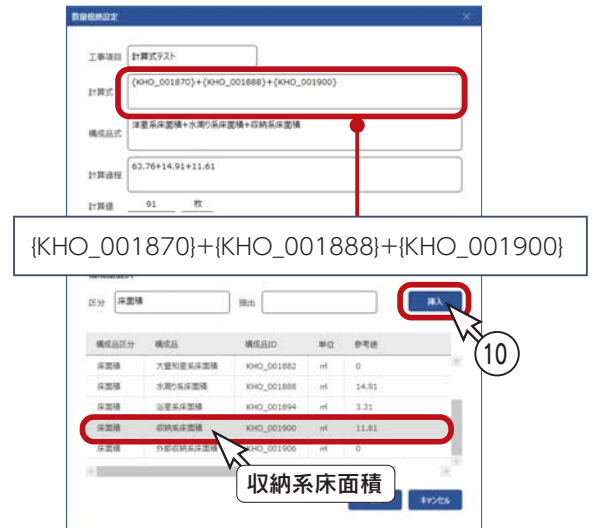 数量根拠設定
工事項目 計算式テスト
計算式 {KHO_001870}+{KHO_001888}+{KHO_001900}
構成品式 洋室系床面積+水周り系床面積+収納系床面積
計算過程 63.76+14.91+11.61
計算値 91 枚
{KHO_001870}+{KHO_001888}+{KHO_001900}
区分 床面積 抽出 挿入
10
構成品区分 構成品 構成品ID 単位 参考値
床面積 大壁和室系床面積 KHO_001882 ㎡ 0
床面積 水周り系床面積 KHO_001888 ㎡ 14.91
床面積 浴室系床面積 KHO_001894 ㎡ 3.31
床面積 収納系床面積 KHO_001900 ㎡ 11.61
床面積 外部収納系床面積 KHO_001906 ㎡ 0
収納系床面積
キャンセル